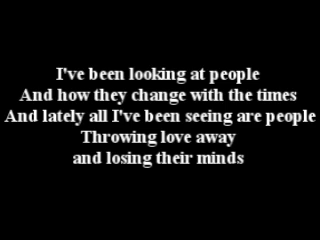 I've been looking at people
And how they change with the times
And lately all I've been seeing are people
Throwing love away
and losing their minds